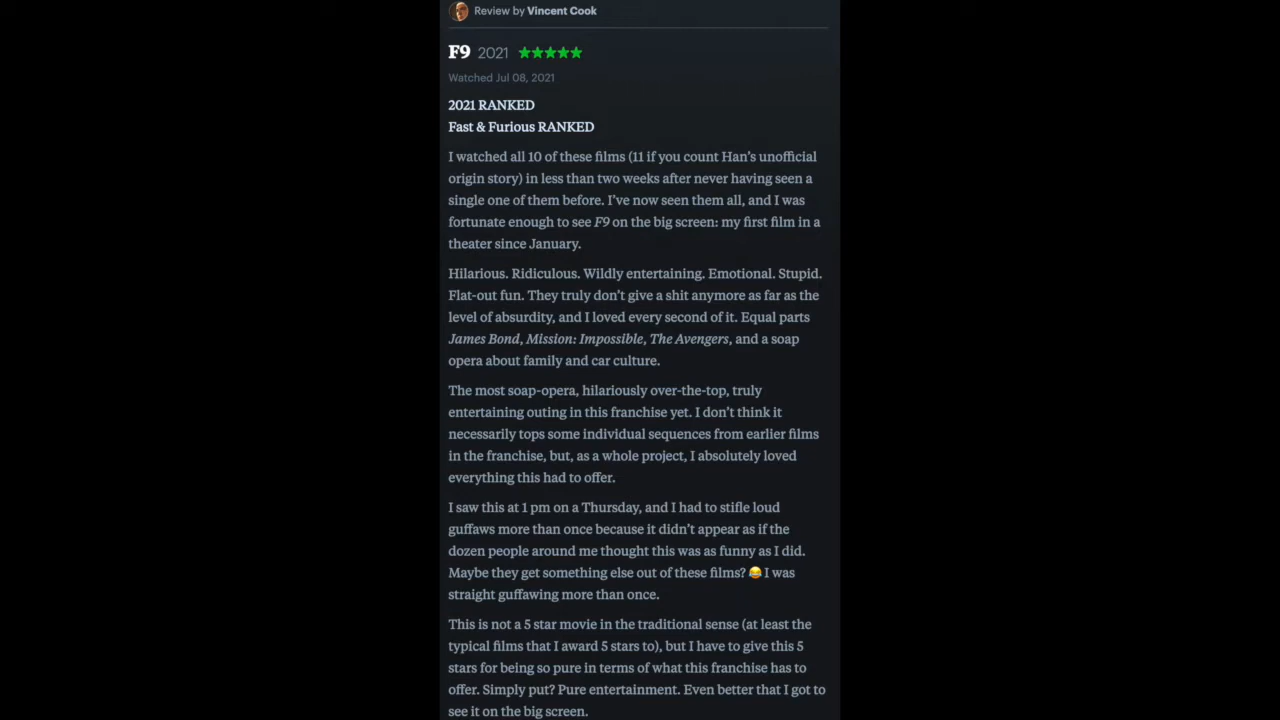 Review by Vincent Cook
F9 2021 ★★★★★
Watched Jul 08, 2021
2021 RANKED
Fast & Furious RANKED
I watched all 10 of these films (11 if you count Han’s unofficial
origin story) in less than two weeks after never having seen a
single one of them before. I’ve now seen them all, and I was
fortunate enough to see F9 on the big screen: my first film in a
theater since January.
Hilarious. Ridiculous. Wildly entertaining. Emotional. Stupid.
Flat-out fun. They truly don’t give a shit anymore as far as the
level of absurdity, and I loved every second of it. Equal parts
James Bond, Mission: Impossible, The Avengers, and a soap
opera about family and car culture.
The most soap-opera, hilariously over-the-top, truly
entertaining outing in this franchise yet. I don’t think it
necessarily tops some individual sequences from earlier films
in the franchise, but, as a whole project, I absolutely loved
everything this had to offer.
I saw this at 1 pm on a Thursday, and I had to stifle loud
guffaws more than once because it didn’t appear as if the
dozen people around me thought this was as funny as I did.
Maybe they get something else out of these films? 😂 I was
straight guffawing more than once.
This is not a 5 star movie in the traditional sense (at least the
typical films that I award 5 stars to), but I have to give this 5
stars for being so pure in terms of what this franchise has to
offer. Simply put? Pure entertainment. Even better that I got to
see it on the big screen.